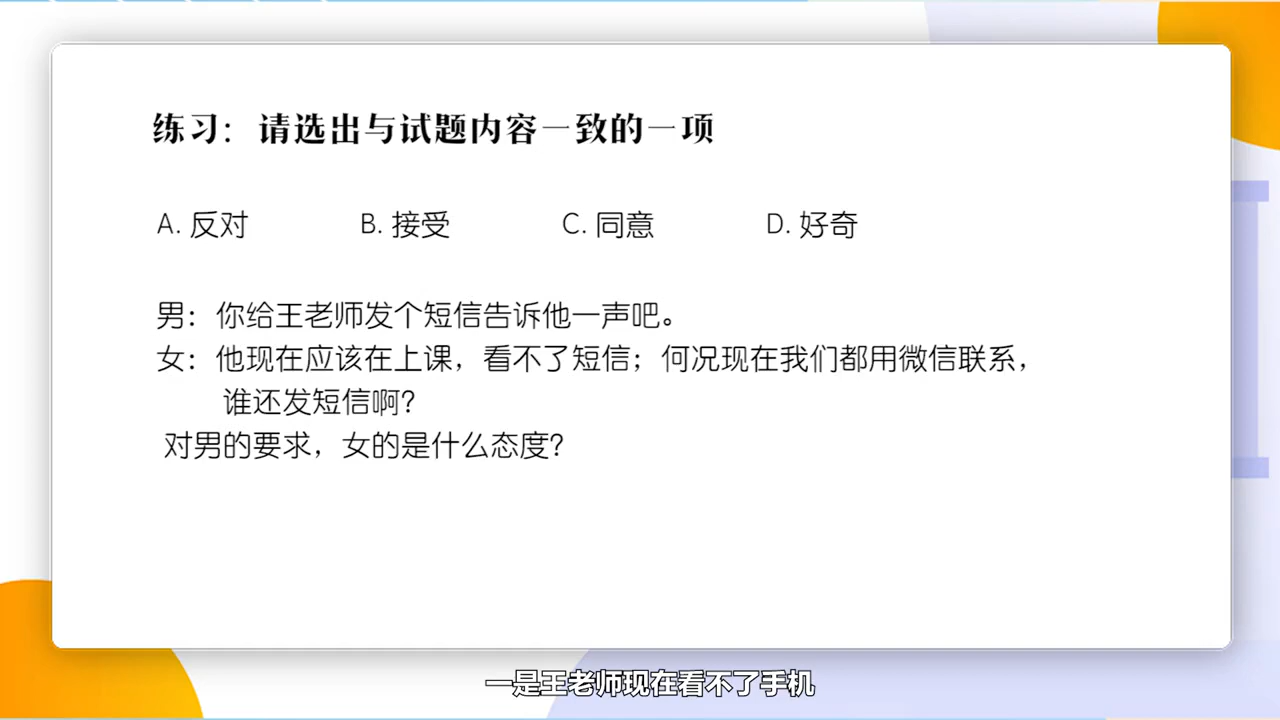 练习：请选出与试题内容一致的一项
A. 反对 B. 接受 C. 同意 D. 好奇
男：你给王老师发个短信告诉他一声吧。
女：他现在应该在上课，看不了短信；何况现在我们都用微信联系，
谁还发短信啊？
对男的要求，女的是什么态度？
一是王老师现在看不了手机